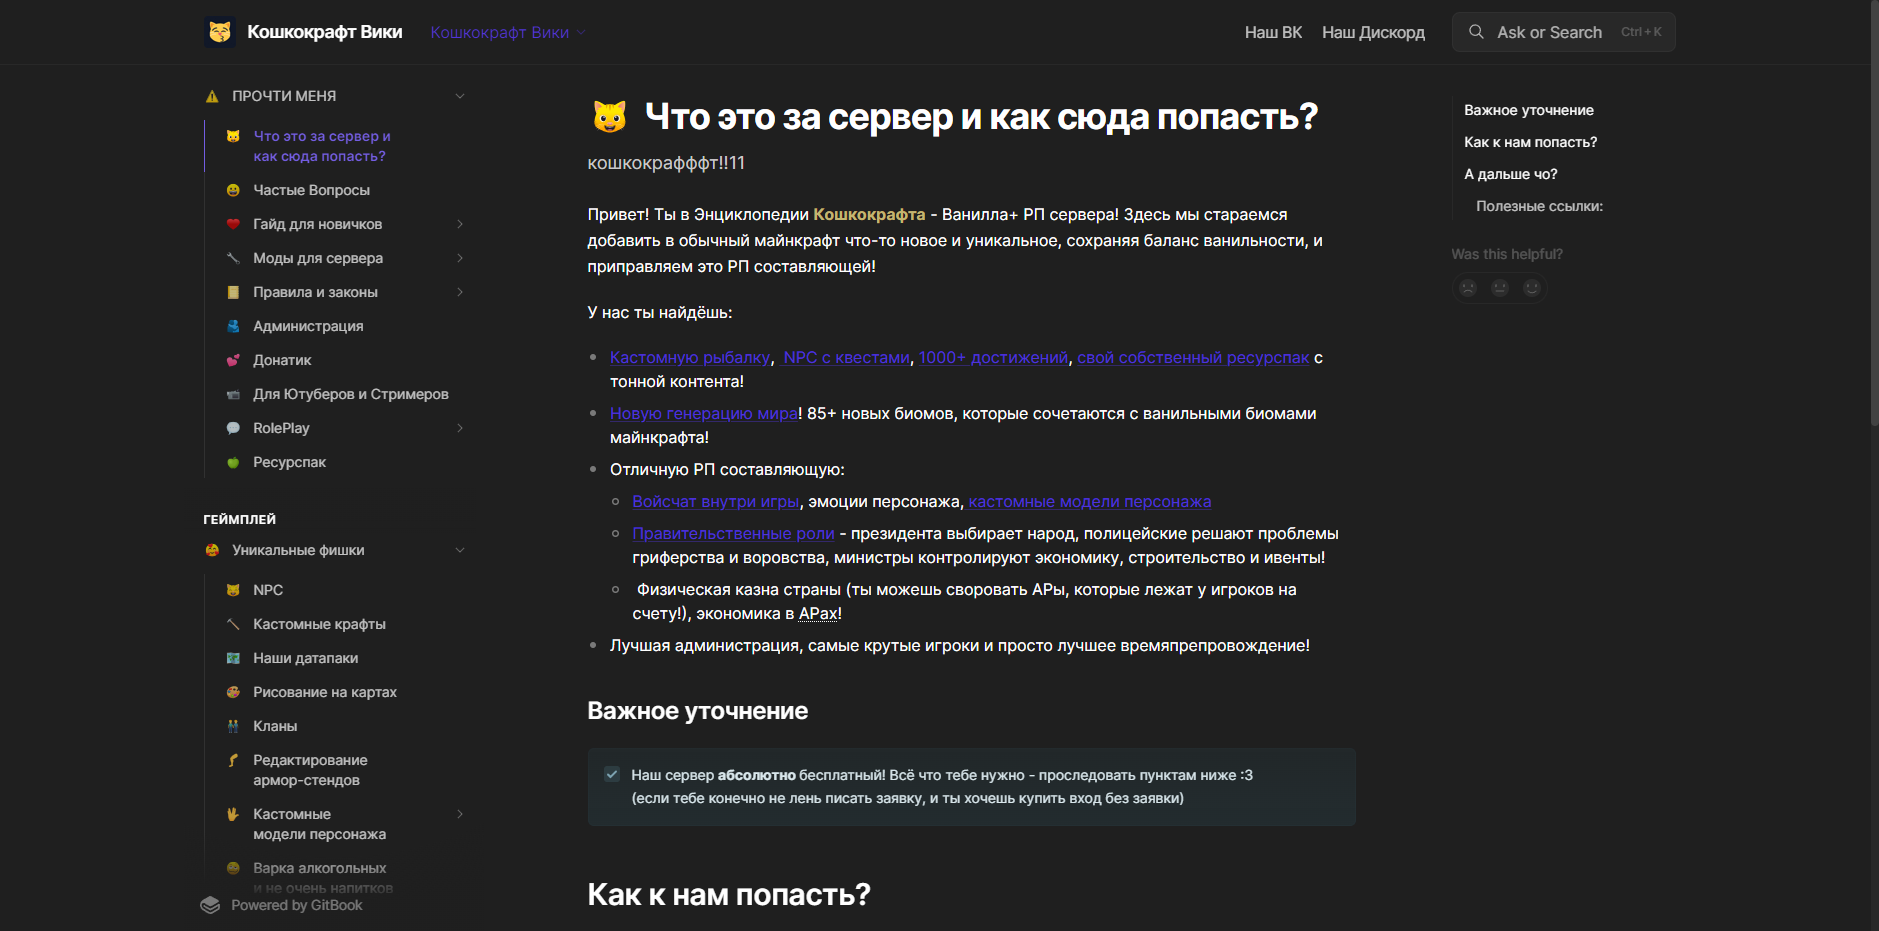 Кошкокрафт Вики
Кошкокрафт Вики
Наш ВК
Наш Дискорд
Ask or Search
Ctrl + K
ПРОЧТИ МЕНЯ
Что это за сервер и
как сюда попасть?
Частые Вопросы
Гайд для новичков
Моды для сервера
Правила и законы
Администрация
Донатик
Для Ютуберов и Стримеров
RolePlay
Ресурспак
ГЕЙМПЛЕЙ
Уникальные фишки
NPC
Кастомные крафты
Наши датапаки
Рисование на картах
Кланы
Редактирование
армор-стендов
Кастомные
модели персонажа
Варка алкогольных
и не очень напитков
Powered by GitBook
Что это за сервер и как сюда попасть?
кошкокрафффт!!11
Привет! Ты в Энциклопедии Кошкокрафта - Ванилла+ РП сервера! Здесь мы стараемся
добавить в обычный майнкрафт что-то новое и уникальное, сохраняя баланс ванильности, и
приправляем это РП составляющей!
У нас ты найдёшь:
Кастомную рыбалку, NPC с квестами, 1000+ достижений, свой собственный ресурспак с
тонной контента!
Новую генерацию мира! 85+ новых биомов, которые сочетаются с ванильными биомами
майнкрафта!
Отличную РП составляющую:
Войсчат внутри игры, эмоции персонажа, кастомные модели персонажа
Правительственные роли - президента выбирает народ, полицейские решают проблемы
гриферства и воровства, министры контролируют экономику, строительство и ивенты!
Физическая казна страны (ты можешь своровать АРы, которые лежат у игроков на
счету!), экономика в АРах!
Лучшая администрация, самые крутые игроки и просто лучшее времяпрепровождение!
Важное уточнение
Наш сервер абсолютно бесплатный! Всё что тебе нужно - проследовать пунктам ниже :3
(если тебе конечно не лень писать заявку, и ты хочешь купить вход без заявки)
Как к нам попасть?
Важное уточнение
Как к нам попасть?
А дальше чо?
Полезные ссылки:
Was this helpful?